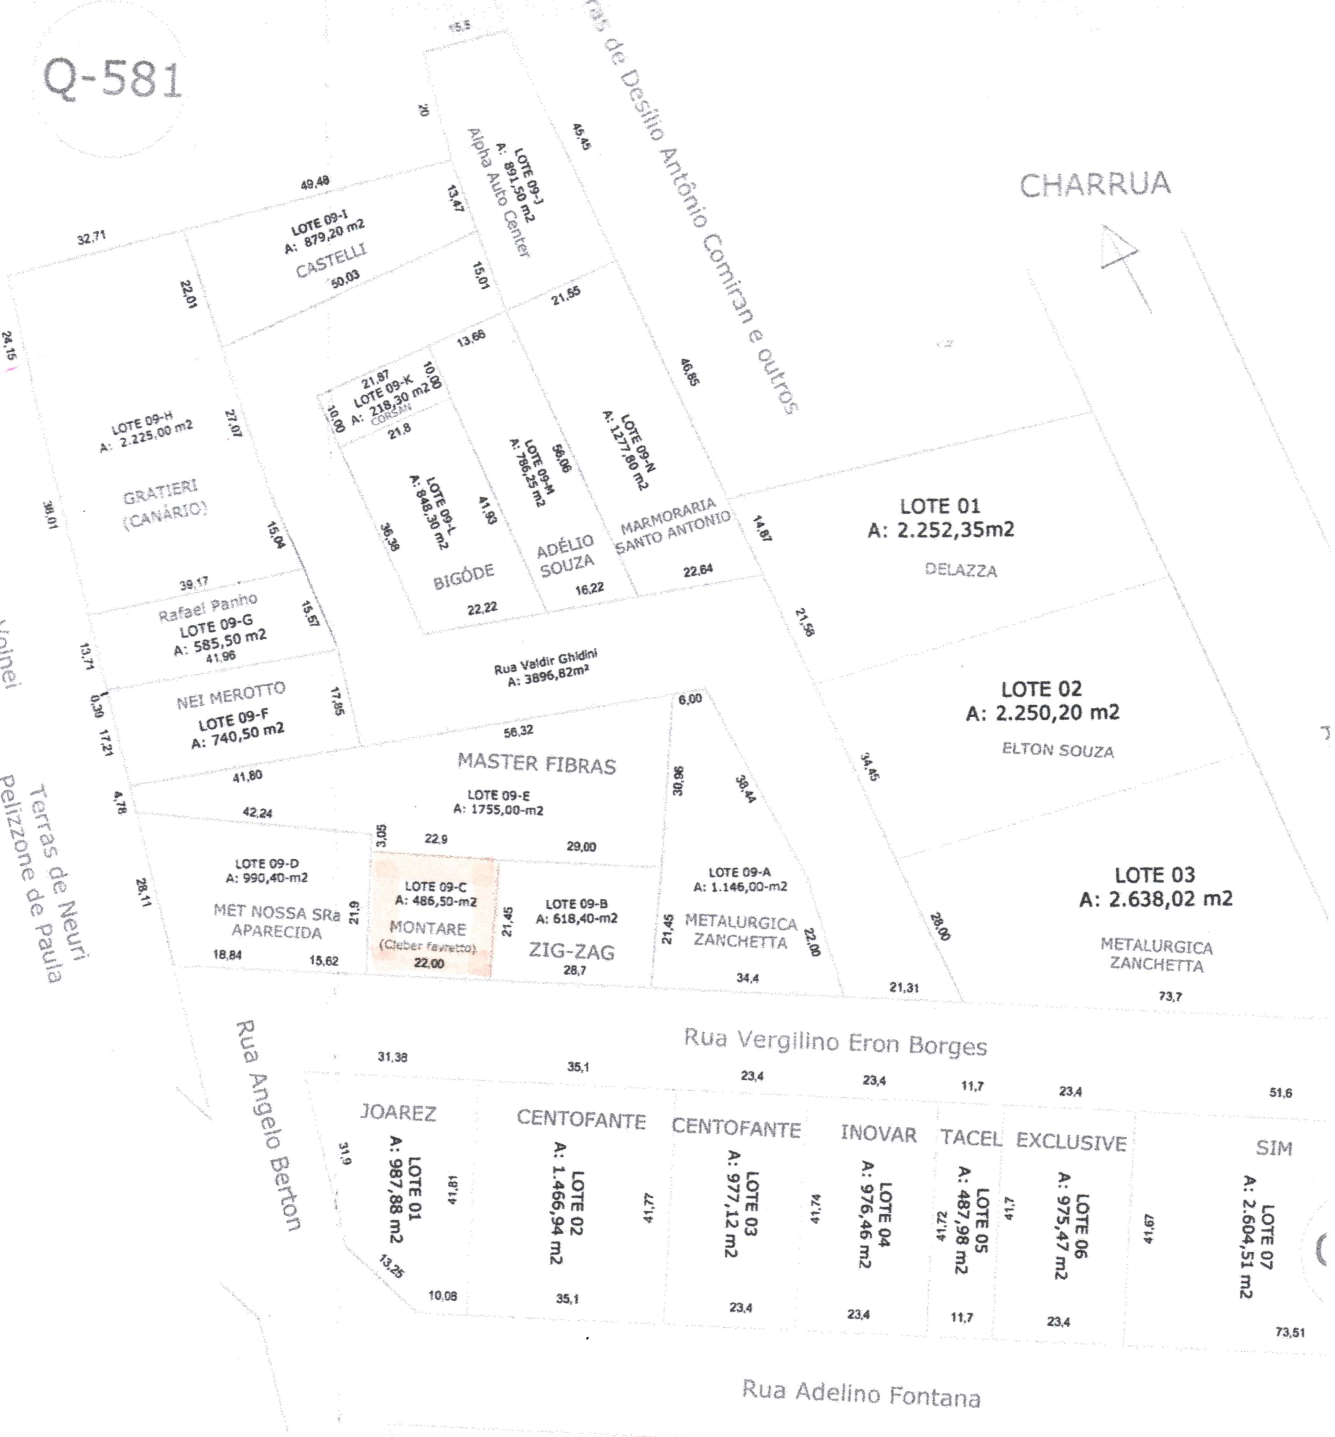 Q-581
15,5
20
45,45
LOTE 09-J
A: 891,50 m2
Alpha Auto Center
ras de Desílio Antônio Comiran e outros
CHARRUA
49,48
13,47
32,71
LOTE 09-I
A: 879,20 m2
CASTELLI
50,03
22,01
15,01
21,55
24,15
13,66
46,85
21,87
LOTE 09-K
A: 218,30 m2
CORSAN
10,00
10,00
21,8
LOTE 09-H
A: 2.225,00 m2
GRATIERI
(CANÁRIO)
27,07
38,01
15,04
39,17
LOTE 09-L
A: 848,30 m2
BIGÓDE
36,38
41,93
22,22
LOTE 09-M
A: 786,25 m2
ADÉLIO
SOUZA
56,06
16,22
LOTE 09-N
A: 1277,80 m2
MARMORARIA
SANTO ANTONIO
22,64
14,87
LOTE 01
A: 2.252,35m2
DELAZZA
21,58
Rafael Panho
LOTE 09-G
A: 585,50 m2
41,96
15,57
13,71
0,39
Volnei
Rua Valdir Ghidini
A: 3896,82m²
NEI MEROTTO
LOTE 09-F
A: 740,50 m2
17,85
17,21
41,80
LOTE 02
A: 2.250,20 m2
ELTON SOUZA
34,45
6,00
56,32
MASTER FIBRAS
LOTE 09-E
A: 1755,00-m2
30,96
38,44
4,78
42,24
3,05
22,9
29,00
Terras de Neuri
Pelizzone de Paula
28,11
LOTE 09-D
A: 990,40-m2
MET NOSSA SRa
APARECIDA
18,84
15,62
21,9
LOTE 09-C
A: 486,50-m2
MONTARE
(Cleber favretto)
22,00
21,45
LOTE 09-B
A: 618,40-m2
ZIG-ZAG
28,7
21,45
LOTE 09-A
A: 1.146,00-m2
METALURGICA
ZANCHETTA
34,4
22,00
21,31
28,00
LOTE 03
A: 2.638,02 m2
METALURGICA
ZANCHETTA
73,7
Rua Vergilino Eron Borges
Rua Angelo Berton
31,38
35,1
23,4
23,4
11,7
23,4
51,6
JOAREZ
LOTE 01
A: 987,88 m2
31,9
41,81
13,25
10,08
CENTOFANTE
LOTE 02
A: 1.466,94 m2
41,77
35,1
CENTOFANTE
LOTE 03
A: 977,12 m2
41,74
23,4
INOVAR
LOTE 04
A: 976,46 m2
41,72
23,4
TACEL
LOTE 05
A: 487,98 m2
41,7
11,7
EXCLUSIVE
LOTE 06
A: 975,47 m2
41,67
23,4
SIM
LOTE 07
A: 2.604,51 m2
73,51
Rua Adelino Fontana